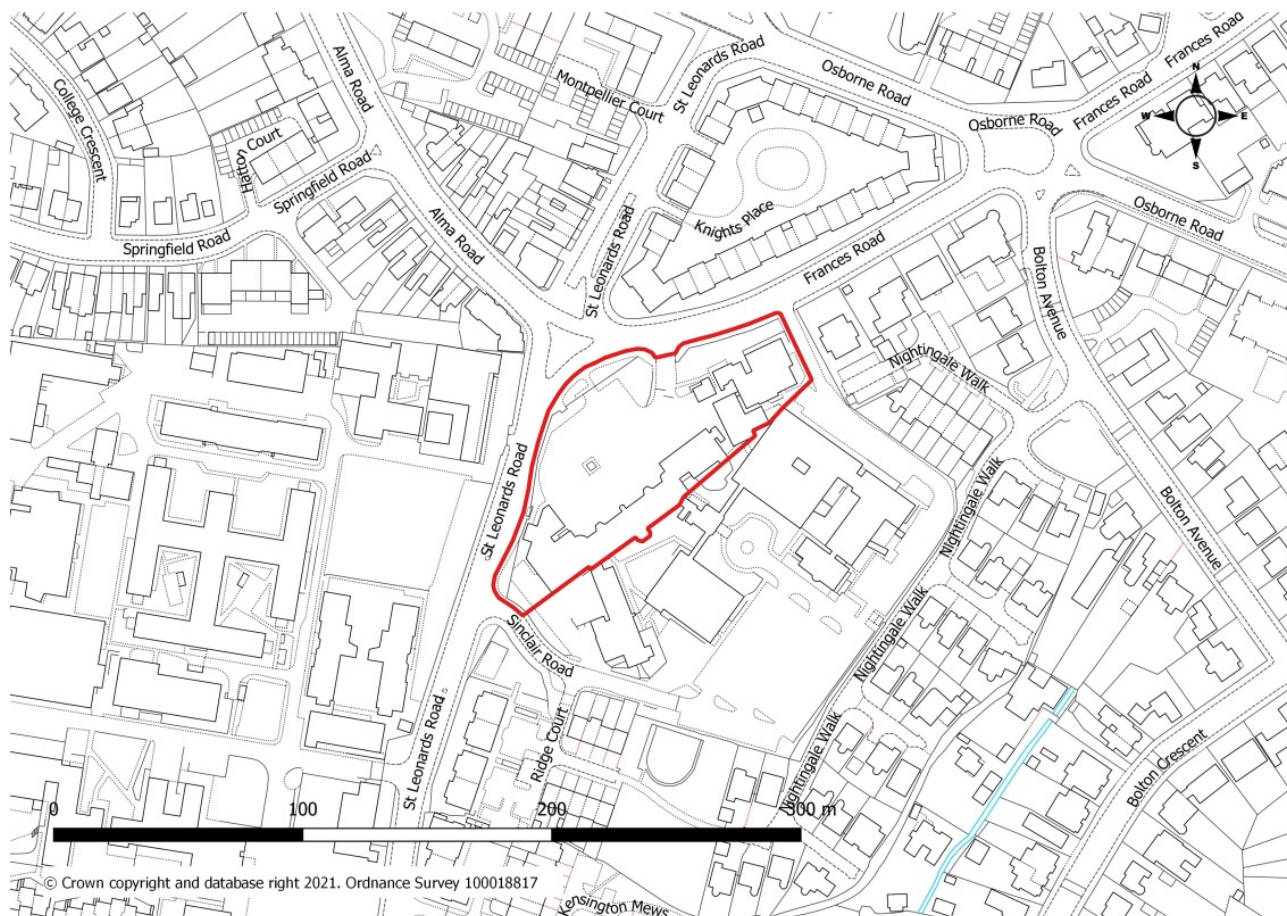 St Leonards Road
Osborne Road
Frances Road
N
W
E
S
Alma Road
Montpellier Court
Frances Road
College Crescent
Osborne Road
Hatton Court
Springfield Road
Osborne Road
Alma Road
St Leonards Road
Knights Place
Springfield Road
Frances Road
Bolton Avenue
St Leonards Road
Nightingale Walk
Nightingale Walk
Bolton Avenue
St Leonards Road
Sinclair Road
Nightingale Walk
Ridge Court
St Leonards Road
Nightingale Walk
Bolton Crescent
0
100
200
300 m
© Crown copyright and database right 2021. Ordnance Survey 100018817
Kensington Mews